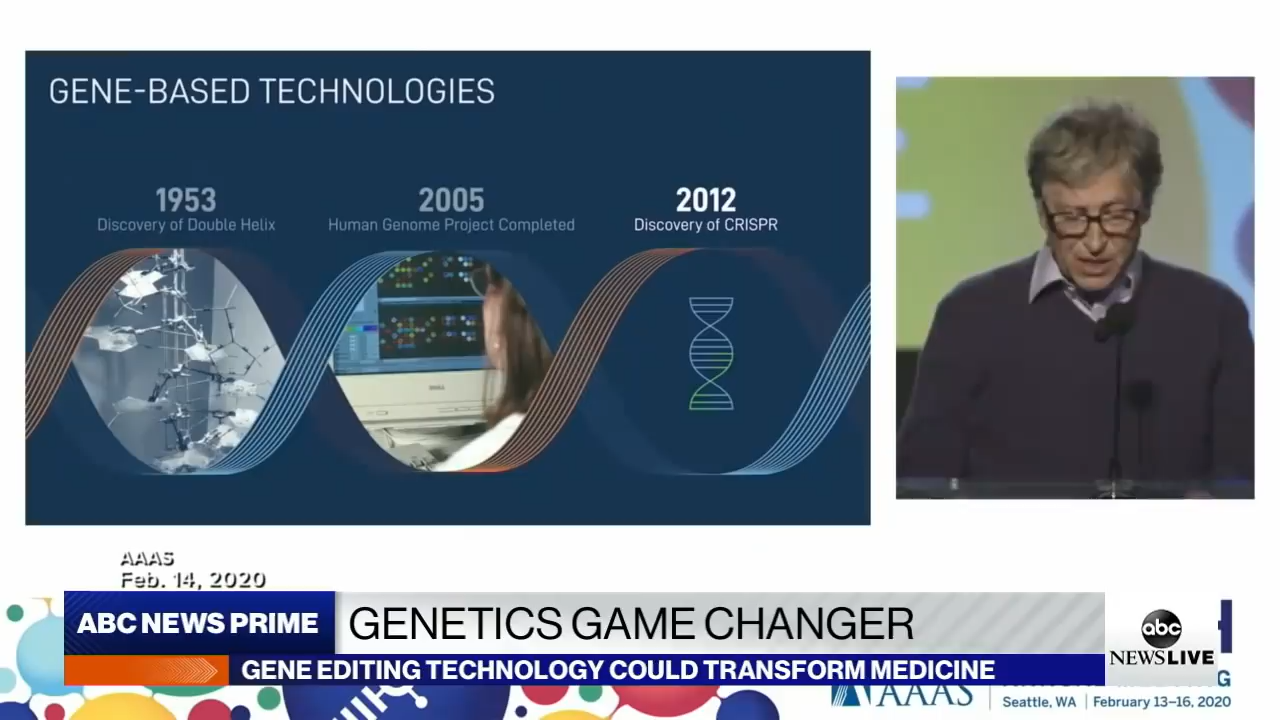 GENE-BASED TECHNOLOGIES
1953
Discovery of Double Helix
2005
Human Genome Project Completed
2012
Discovery of CRISPR
DELL
AAAS
Feb. 14, 2020
ABC NEWS PRIME
GENETICS GAME CHANGER
GENE EDITING TECHNOLOGY COULD TRANSFORM MEDICINE
abc
NEWSLIVE
AAAS
Seattle, WA | February 13–16, 2020